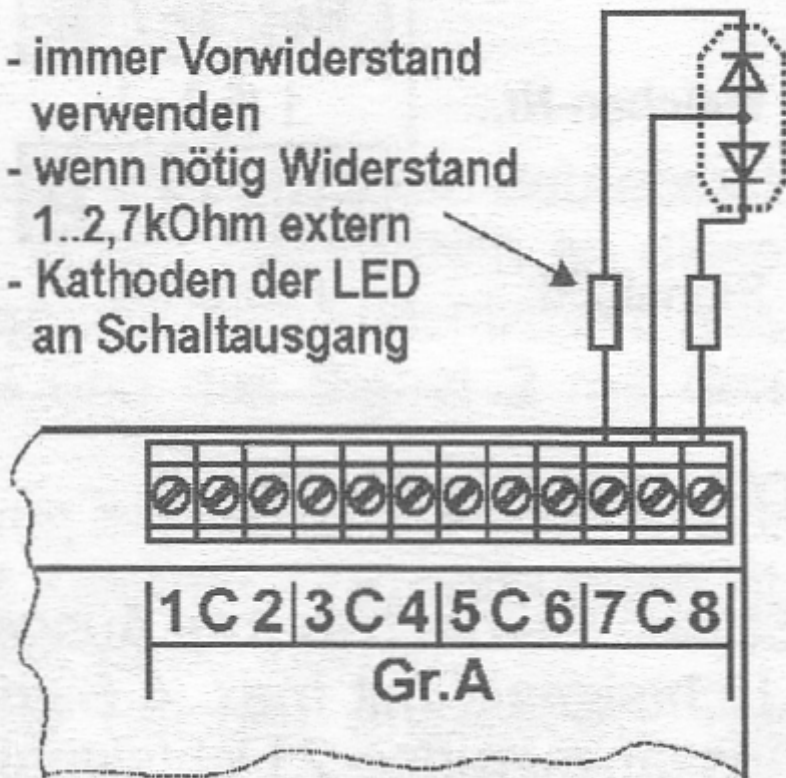 - immer Vorwiderstand
verwenden
- wenn nötig Widerstand
1..2,7kOhm extern
- Kathoden der LED
an Schaltausgang
1 C 2 3 C 4 5 C 6 7 C 8
Gr.A